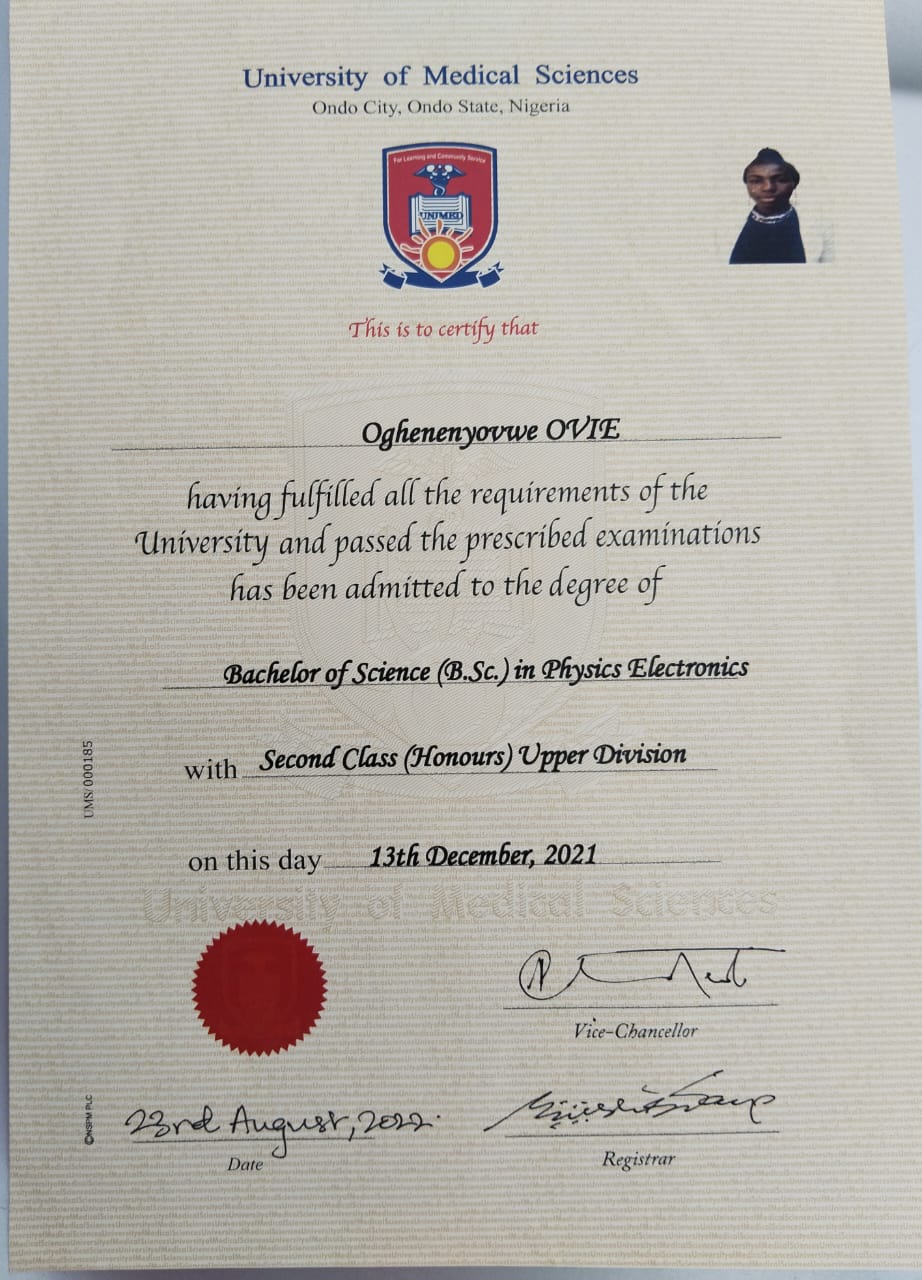 University of Medical Sciences
Ondo City, Ondo State, Nigeria
For Learning and Community Service
UNIMED
This is to certify that
Oghenenyovwe OVIE
having fulfilled all the requirements of the
University and passed the prescribed examinations
has been admitted to the degree of
Bachelor of Science (B.Sc.) in Physics Electronics
with Second Class (Honours) Upper Division
on this day 13th December, 2021
UMS/ 000185
University of Medical Sciences
Vice-Chancellor
23rd August, 2022.
Date
Registrar
©NSPM PLC